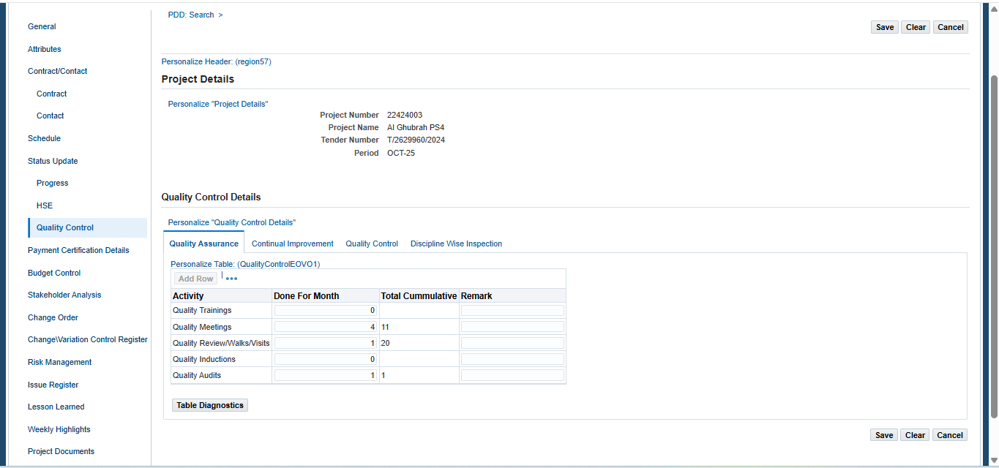 PDD: Search >
Save Clear Cancel
General
Attributes
Contract/Contact
Contract
Contact
Schedule
Status Update
Progress
HSE
Quality Control
Payment Certification Details
Budget Control
Stakeholder Analysis
Change Order
Change\Variation Control Register
Risk Management
Issue Register
Lesson Learned
Weekly Highlights
Project Documents
Personalize Header: (region57)
Project Details
Personalize "Project Details"
Project Number 22424003
Project Name Al Ghubrah PS4
Tender Number T/2629960/2024
Period OCT-25
Quality Control Details
Personalize "Quality Control Details"
Quality Assurance Continual Improvement Quality Control Discipline Wise Inspection
Personalize Table: (QualityControlEOVO1)
Add Row | •••
Activity Done For Month Total Cummulative Remark
Quality Trainings 0
Quality Meetings 4 11
Quality Review/Walks/Visits 1 20
Quality Inductions 0
Quality Audits 1 1
Table Diagnostics
Save Clear Cancel